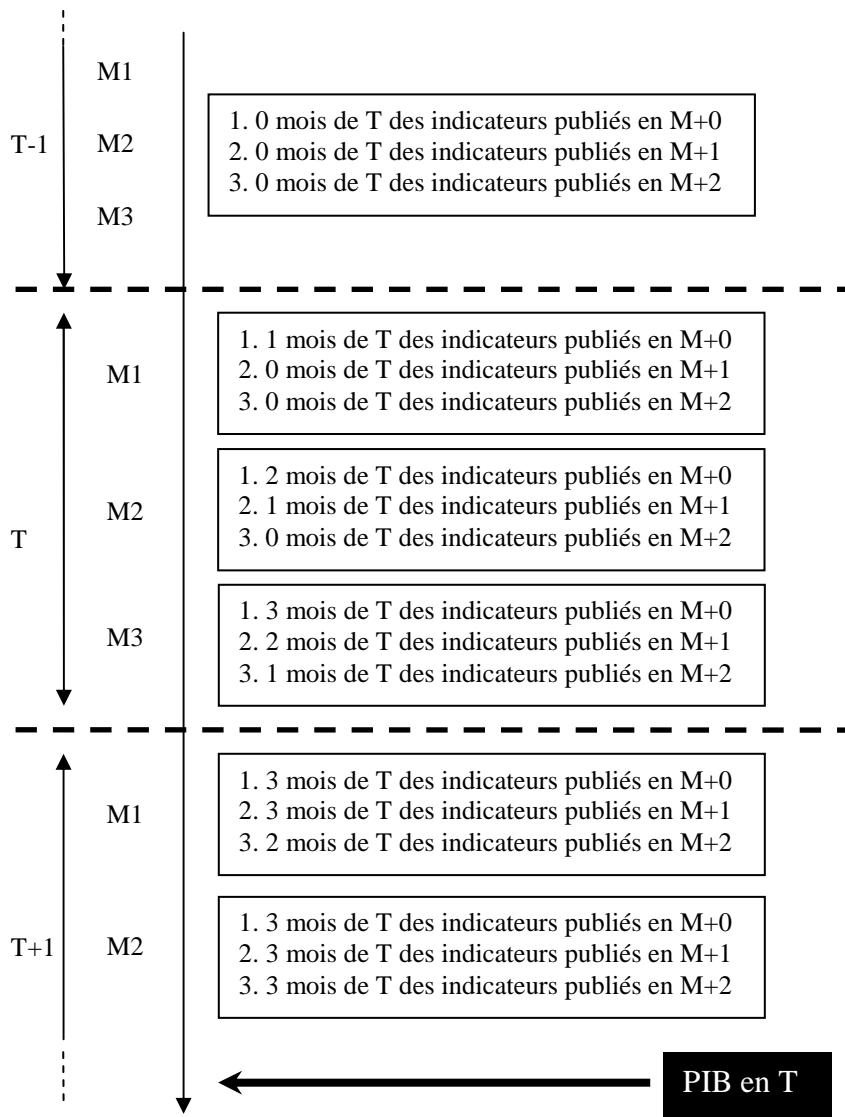 M1
T-1
M2
M3
1. 0 mois de T des indicateurs publiés en M+0
2. 0 mois de T des indicateurs publiés en M+1
3. 0 mois de T des indicateurs publiés en M+2
T
M1
1. 1 mois de T des indicateurs publiés en M+0
2. 0 mois de T des indicateurs publiés en M+1
3. 0 mois de T des indicateurs publiés en M+2
M2
1. 2 mois de T des indicateurs publiés en M+0
2. 1 mois de T des indicateurs publiés en M+1
3. 0 mois de T des indicateurs publiés en M+2
M3
1. 3 mois de T des indicateurs publiés en M+0
2. 2 mois de T des indicateurs publiés en M+1
3. 1 mois de T des indicateurs publiés en M+2
T+1
M1
1. 3 mois de T des indicateurs publiés en M+0
2. 3 mois de T des indicateurs publiés en M+1
3. 2 mois de T des indicateurs publiés en M+2
M2
1. 3 mois de T des indicateurs publiés en M+0
2. 3 mois de T des indicateurs publiés en M+1
3. 3 mois de T des indicateurs publiés en M+2
PIB en T